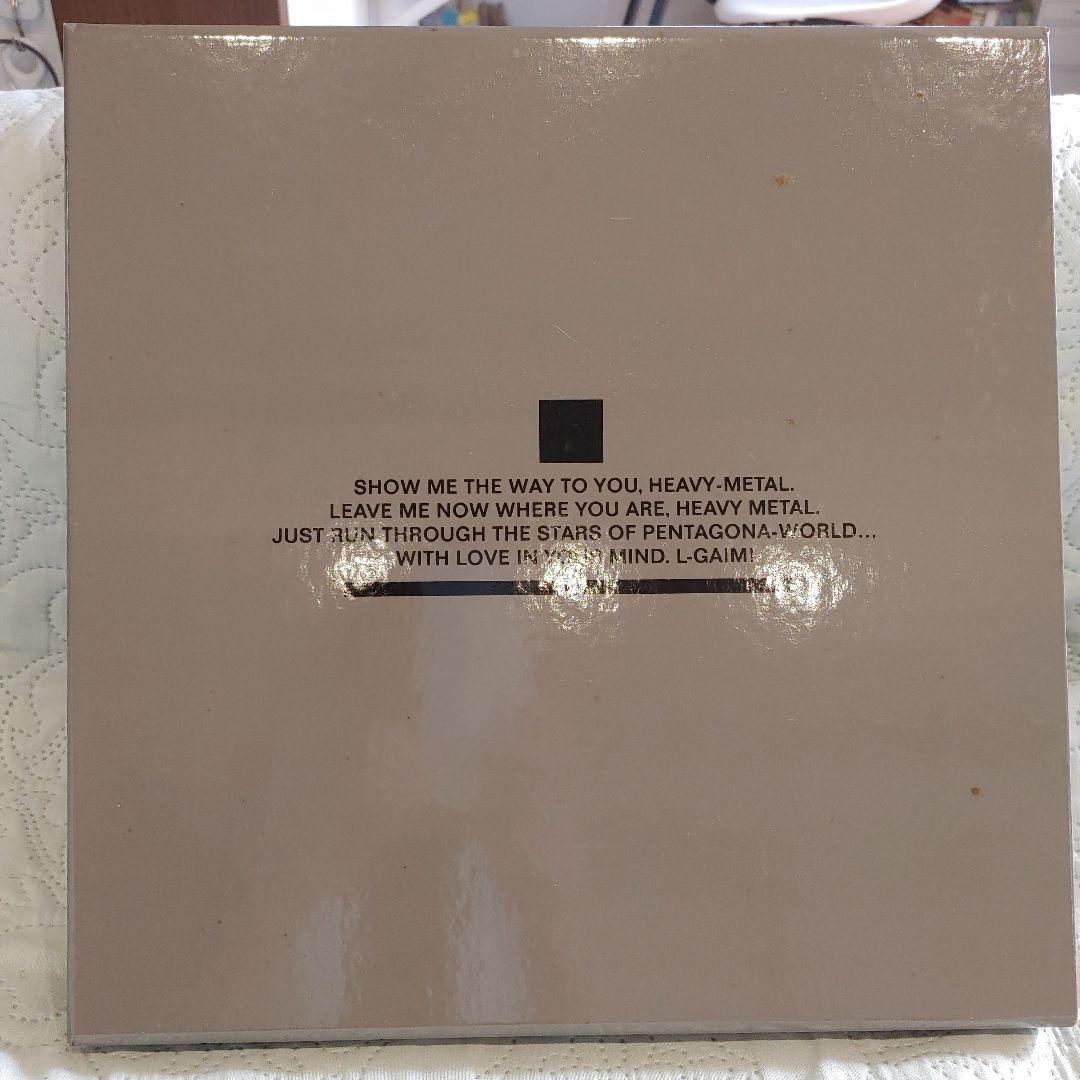 SHOW ME THE WAY TO YOU, HEAVY-METAL.
LEAVE ME NOW WHERE YOU ARE, HEAVY METAL.
JUST RUN THROUGH THE STARS OF PENTAGONA-WORLD...
WITH LOVE IN YOUR MIND. L-GAIM!